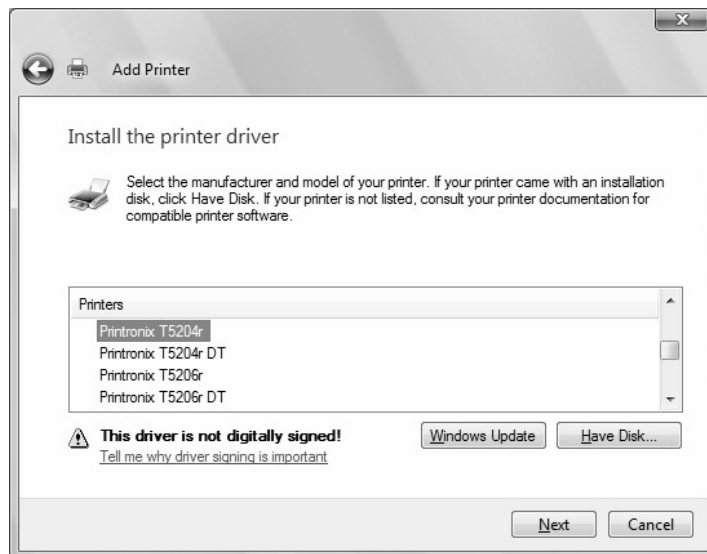 Add Printer
Install the printer driver
Select the manufacturer and model of your printer. If your printer came with an installation
disk, click Have Disk. If your printer is not listed, consult your printer documentation for
compatible printer software.
Printers
Printronix T5204r
Printronix T5204r DT
Printronix T5206r
Printronix T5206r DT
This driver is not digitally signed!
Tell me why driver signing is important
Windows Update
Have Disk...
Next
Cancel